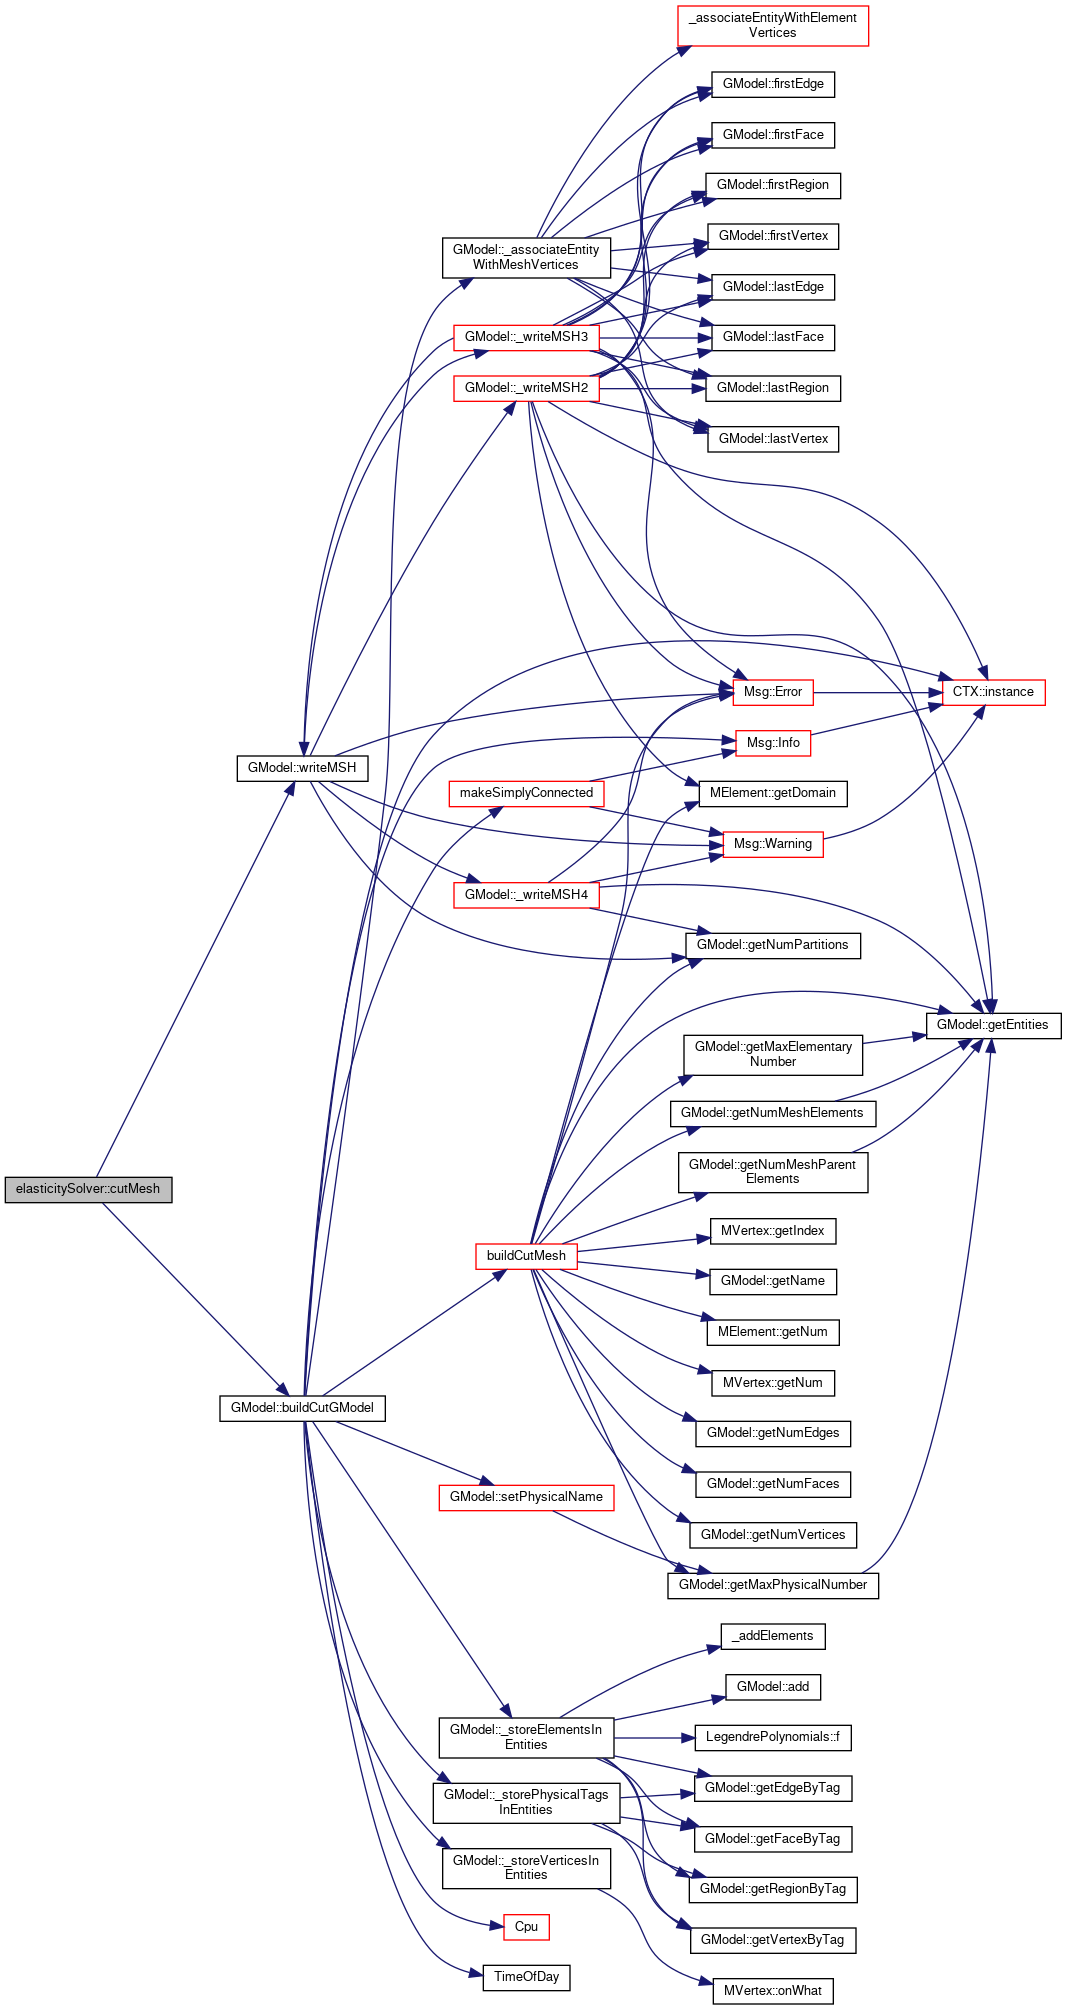 _associateEntityWithElement
Vertices
GModel::firstEdge
GModel::firstFace
GModel::firstRegion
GModel::firstVertex
GModel::_associateEntity
WithMeshVertices
GModel::lastEdge
GModel::_writeMSH3
GModel::lastFace
GModel::_writeMSH2
GModel::lastRegion
GModel::lastVertex
Msg::Error
CTX::instance
Msg::Info
GModel::writeMSH
makeSimplyConnected
MElement::getDomain
Msg::Warning
GModel::_writeMSH4
GModel::getNumPartitions
GModel::getEntities
GModel::getMaxElementary
Number
GModel::getNumMeshElements
GModel::getNumMeshParent
Elements
elasticitySolver::cutMesh
MVertex::getIndex
buildCutMesh
GModel::getName
MElement::getNum
MVertex::getNum
GModel::buildCutGModel
GModel::getNumEdges
GModel::getNumFaces
GModel::setPhysicalName
GModel::getNumVertices
GModel::getMaxPhysicalNumber
_addElements
GModel::add
GModel::_storeElementsIn
Entities
LegendrePolynomials::f
GModel::getEdgeByTag
GModel::_storePhysicalTags
InEntities
GModel::getFaceByTag
GModel::_storeVerticesIn
Entities
GModel::getRegionByTag
Cpu
GModel::getVertexByTag
TimeOfDay
MVertex::onWhat